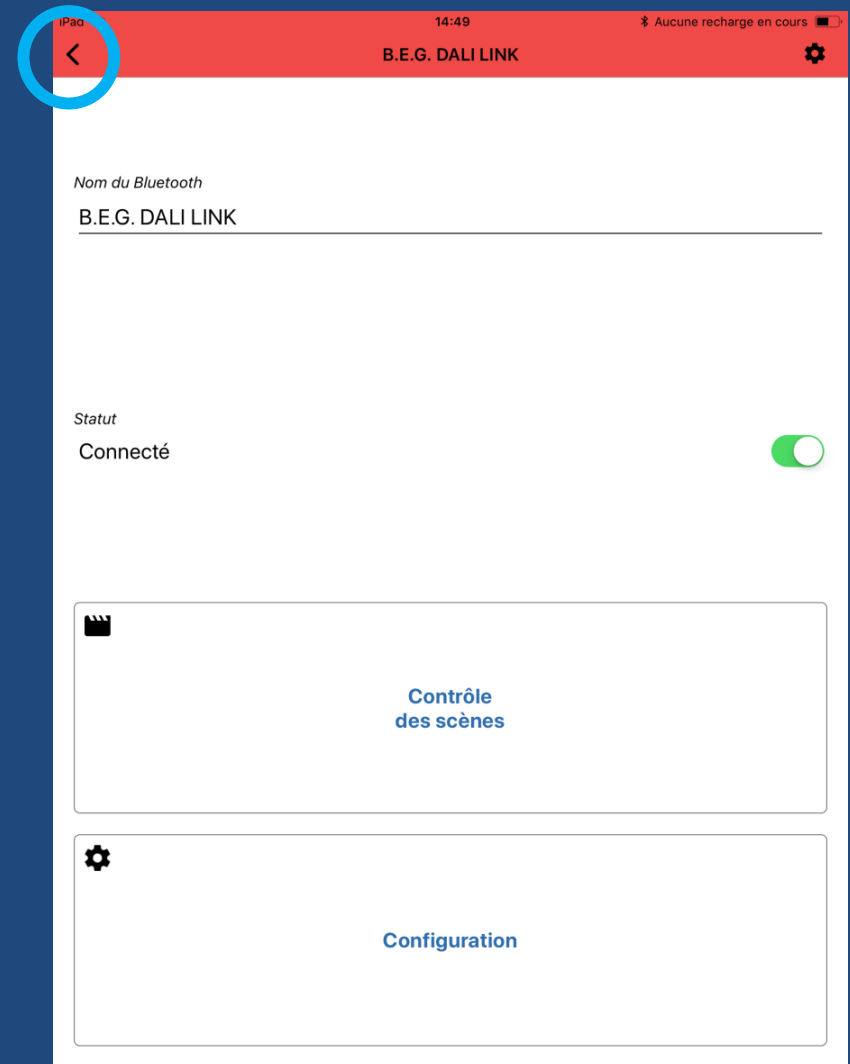 iPad
14:49
Aucune recharge en cours
B.E.G. DALI LINK
Nom du Bluetooth
B.E.G. DALI LINK
Statut
Connecté
Contrôle
des scènes
Configuration